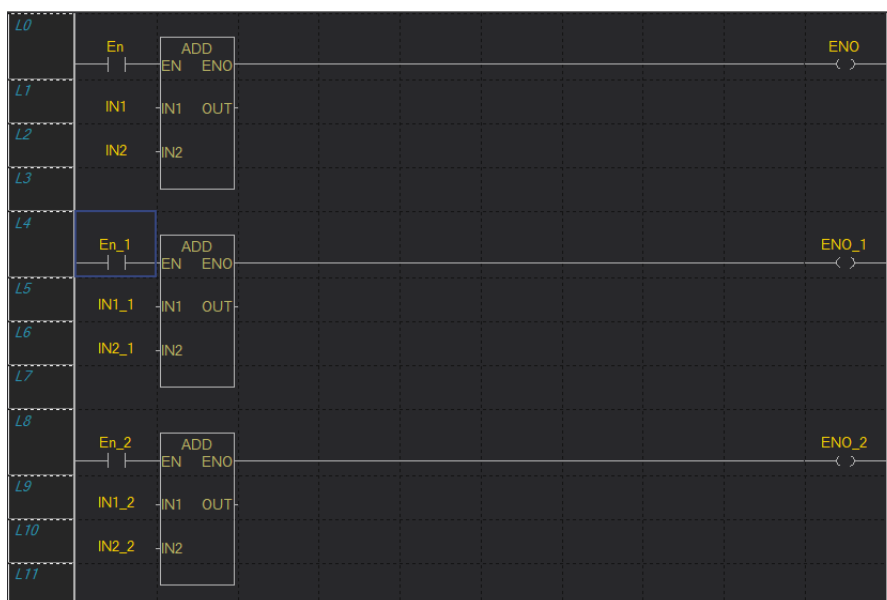 L0
En ADD ENO
EN ENO
L1
IN1 IN1 OUT
L2
IN2 IN2
L3
L4
En_1 ADD ENO_1
EN ENO
L5
IN1_1 IN1 OUT
L6
IN2_1 IN2
L7
L8
En_2 ADD ENO_2
EN ENO
L9
IN1_2 IN1 OUT
L10
IN2_2 IN2
L11